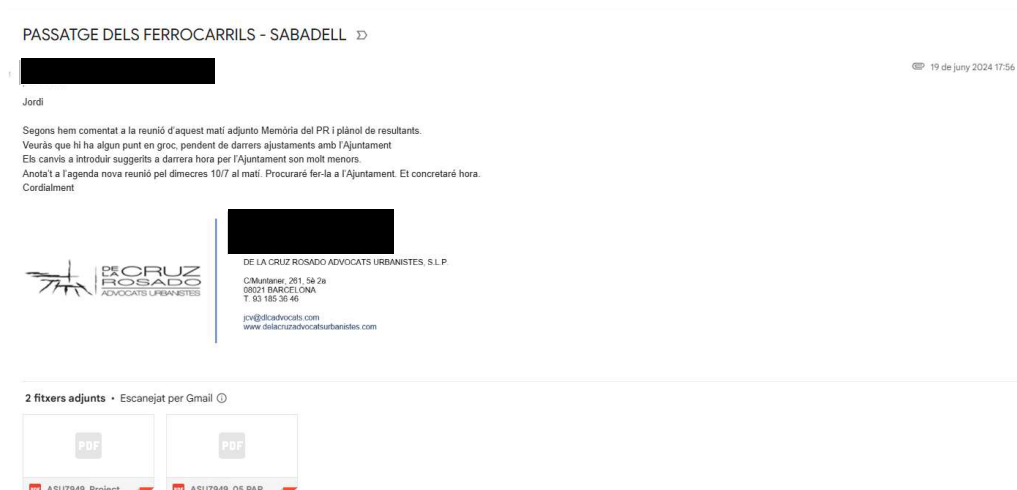 PASSATGE DELS FERROCARRILS - SABADELL
19 de juny 2024 17:56
Jordi
Segons hem comentat a la reunió d'aquest matí adjunto Memória del PR i plànol de resultants.
Veuràs que hi ha algun punt en groc, pendent de darrers ajustaments amb l'Ajuntament
Els canvis a introduir suggerits a darrera hora per l'Ajuntament son molt menors.
Anota't a l'agenda nova reunió pel dimecres 10/7 al matí. Procuraré fer-la a l'Ajuntament. Et concretaré hora.
Cordialment
DE LA CRUZ ROSADO
ADVOCATS URBANISTES
DE LA CRUZ ROSADO ADVOCATS URBANISTES, S.L.P.
C/Muntaner, 261, 5è 2a
08021 BARCELONA
T. 93 185 36 46
jcv@dlcadvocats.com
www.delacruzadvocatsurbanistes.com
2 fitxers adjunts • Escanejat per Gmail
PDF
PDF
ASU7949_Project...
ASU7949_05 PAR...